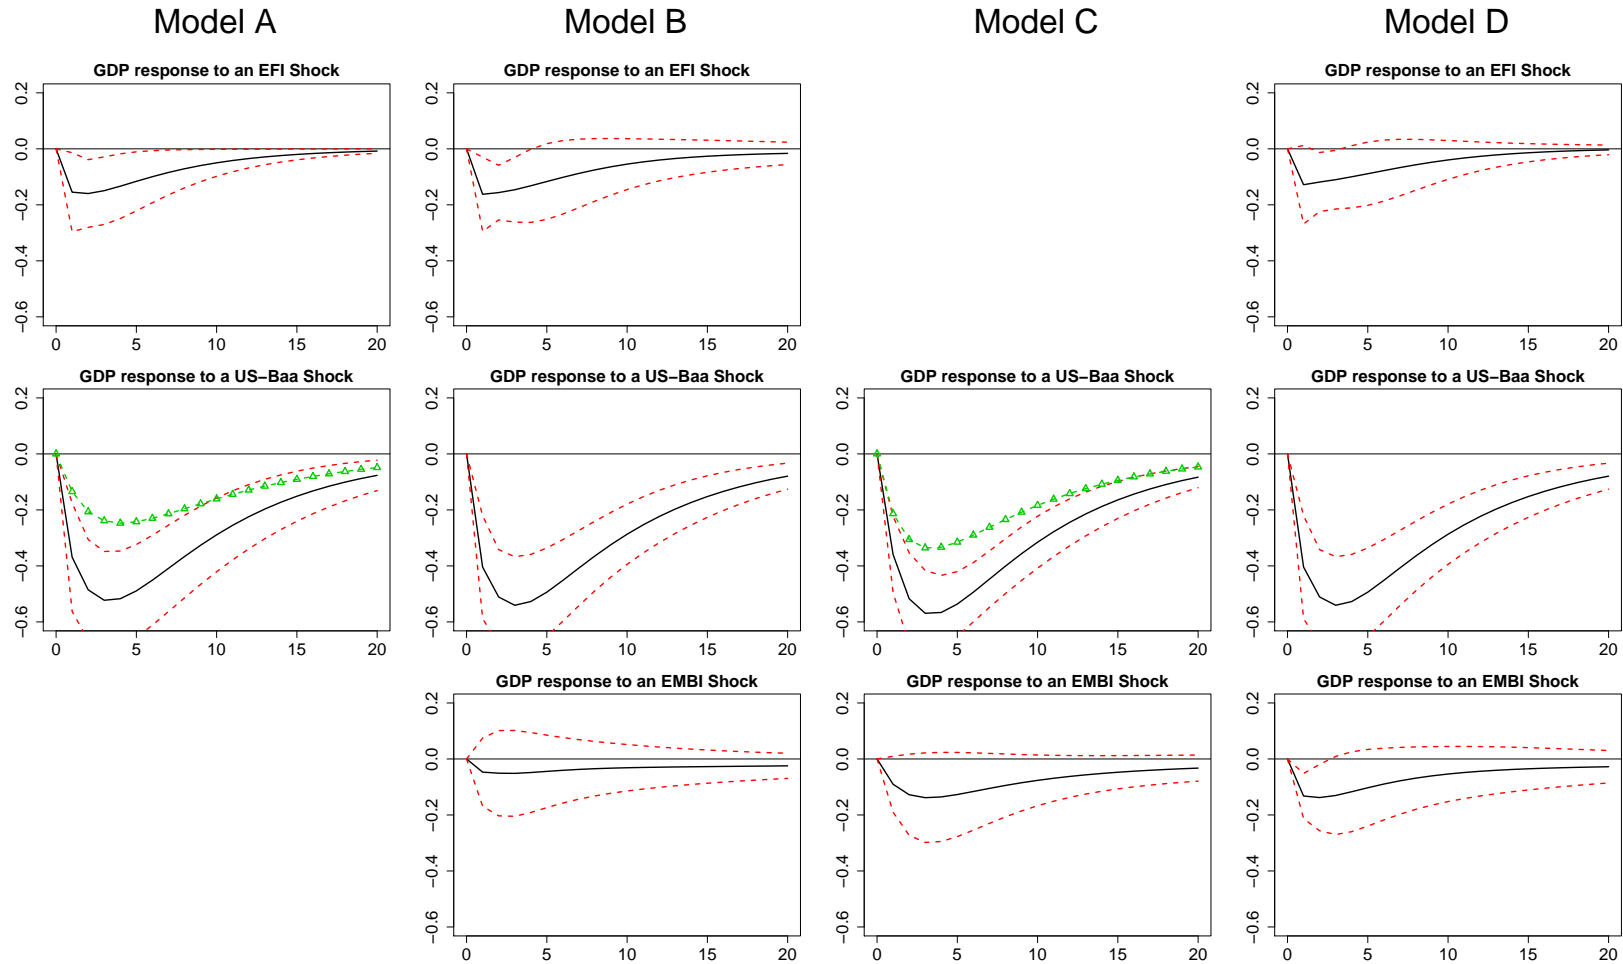 Model A Model B Model C Model D
GDP response to an EFI Shock GDP response to an EFI Shock GDP response to an EFI Shock
0.2 0.2 0.2
0.0 0.0 0.0
−0.2 −0.2 −0.2
−0.4 −0.4 −0.4
−0.6 −0.6 −0.6
0 5 10 15 20 0 5 10 15 20 0 5 10 15 20
GDP response to a US−Baa Shock GDP response to a US−Baa Shock GDP response to a US−Baa Shock GDP response to a US−Baa Shock
0.2 0.2 0.2 0.2
0.0 0.0 0.0 0.0
−0.2 −0.2 −0.2 −0.2
−0.4 −0.4 −0.4 −0.4
−0.6 −0.6 −0.6 −0.6
0 5 10 15 20 0 5 10 15 20 0 5 10 15 20 0 5 10 15 20
GDP response to an EMBI Shock GDP response to an EMBI Shock GDP response to an EMBI Shock
0.2 0.2 0.2
0.0 0.0 0.0
−0.2 −0.2 −0.2
−0.4 −0.4 −0.4
−0.6 −0.6 −0.6
0 5 10 15 20 0 5 10 15 20 0 5 10 15 20